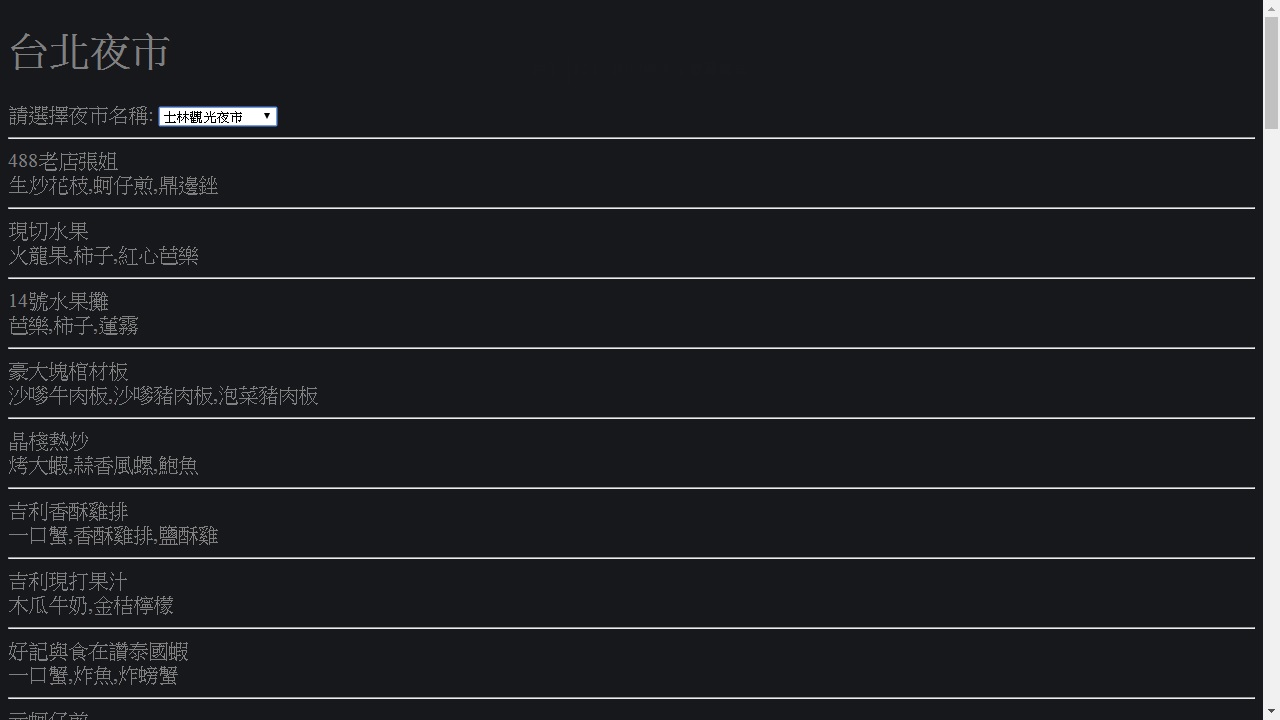 台北夜市
請選擇夜市名稱: 士林觀光夜市
488老店張姐
生炒花枝,蚵仔煎,鼎邊銼
現切水果
火龍果,柿子,紅心芭樂
14號水果攤
芭樂,柿子,蓮霧
豪大塊棺材板
沙嗲牛肉板,沙嗲豬肉板,泡菜豬肉板
晶棧熱炒
烤大蝦,蒜香風螺,鮑魚
吉利香酥雞排
一口蟹,香酥雞排,鹽酥雞
吉利現打果汁
木瓜牛奶,金桔檸檬
好記與食在讚泰國蝦
一口蟹,炸魚,炸螃蟹